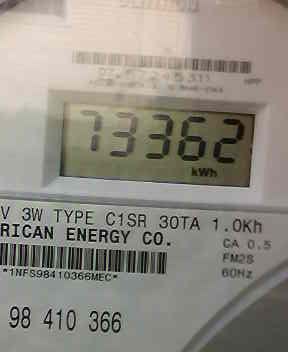 73362
kWh
V 3W TYPE C1SR 30TA 1.0Kh
RICAN ENERGY CO.
CA 0.5
FM2S
60Hz
*1NFS98410366MEC*
98 410 366